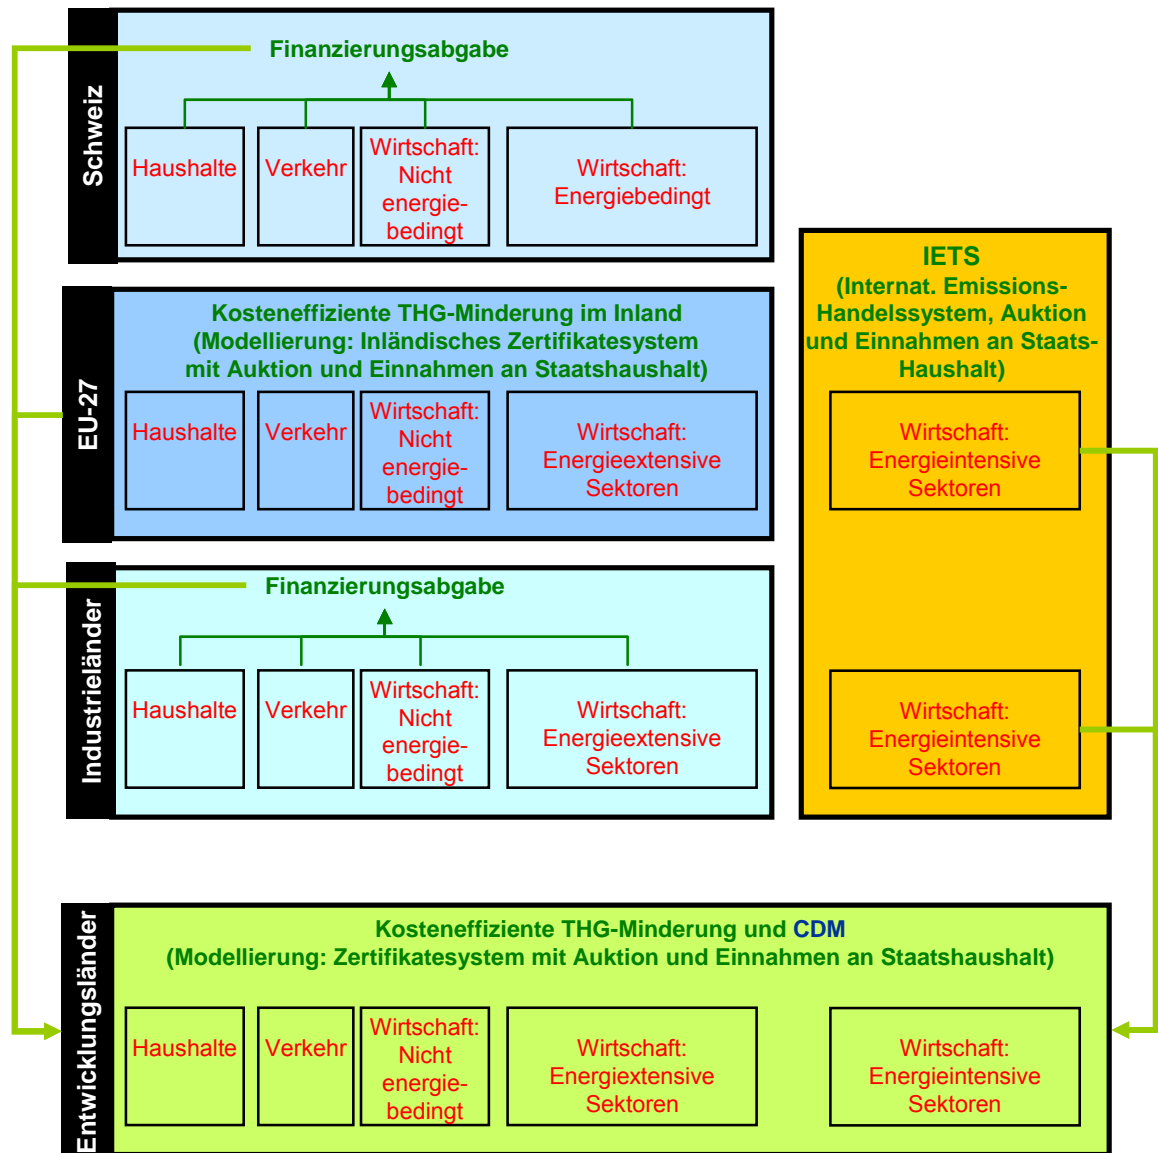 Schweiz
Finanzierungsabgabe
Haushalte
Verkehr
Wirtschaft:
Nicht
energie-
bedingt
Wirtschaft:
Energiebedingt
IETS
(Internat. Emissions-
Handelssystem, Auktion
und Einnahmen an Staats-
Haushalt)
EU-27
Kosteneffiziente THG-Minderung im Inland
(Modellierung: Inländisches Zertifikatesystem
mit Auktion und Einnahmen an Staatshaushalt)
Haushalte
Verkehr
Wirtschaft:
Nicht
energie-
bedingt
Wirtschaft:
Energieextensive
Sektoren
Wirtschaft:
Energieintensive
Sektoren
Industrieländer
Finanzierungsabgabe
Haushalte
Verkehr
Wirtschaft:
Nicht
energie-
bedingt
Wirtschaft:
Energieextensive
Sektoren
Wirtschaft:
Energieintensive
Sektoren
Entwicklungsländer
Kosteneffiziente THG-Minderung und CDM
(Modellierung: Zertifikatesystem mit Auktion und Einnahmen an Staatshaushalt)
Haushalte
Verkehr
Wirtschaft:
Nicht
energie-
bedingt
Wirtschaft:
Energiextensive
Sektoren
Wirtschaft:
Energieintensive
Sektoren